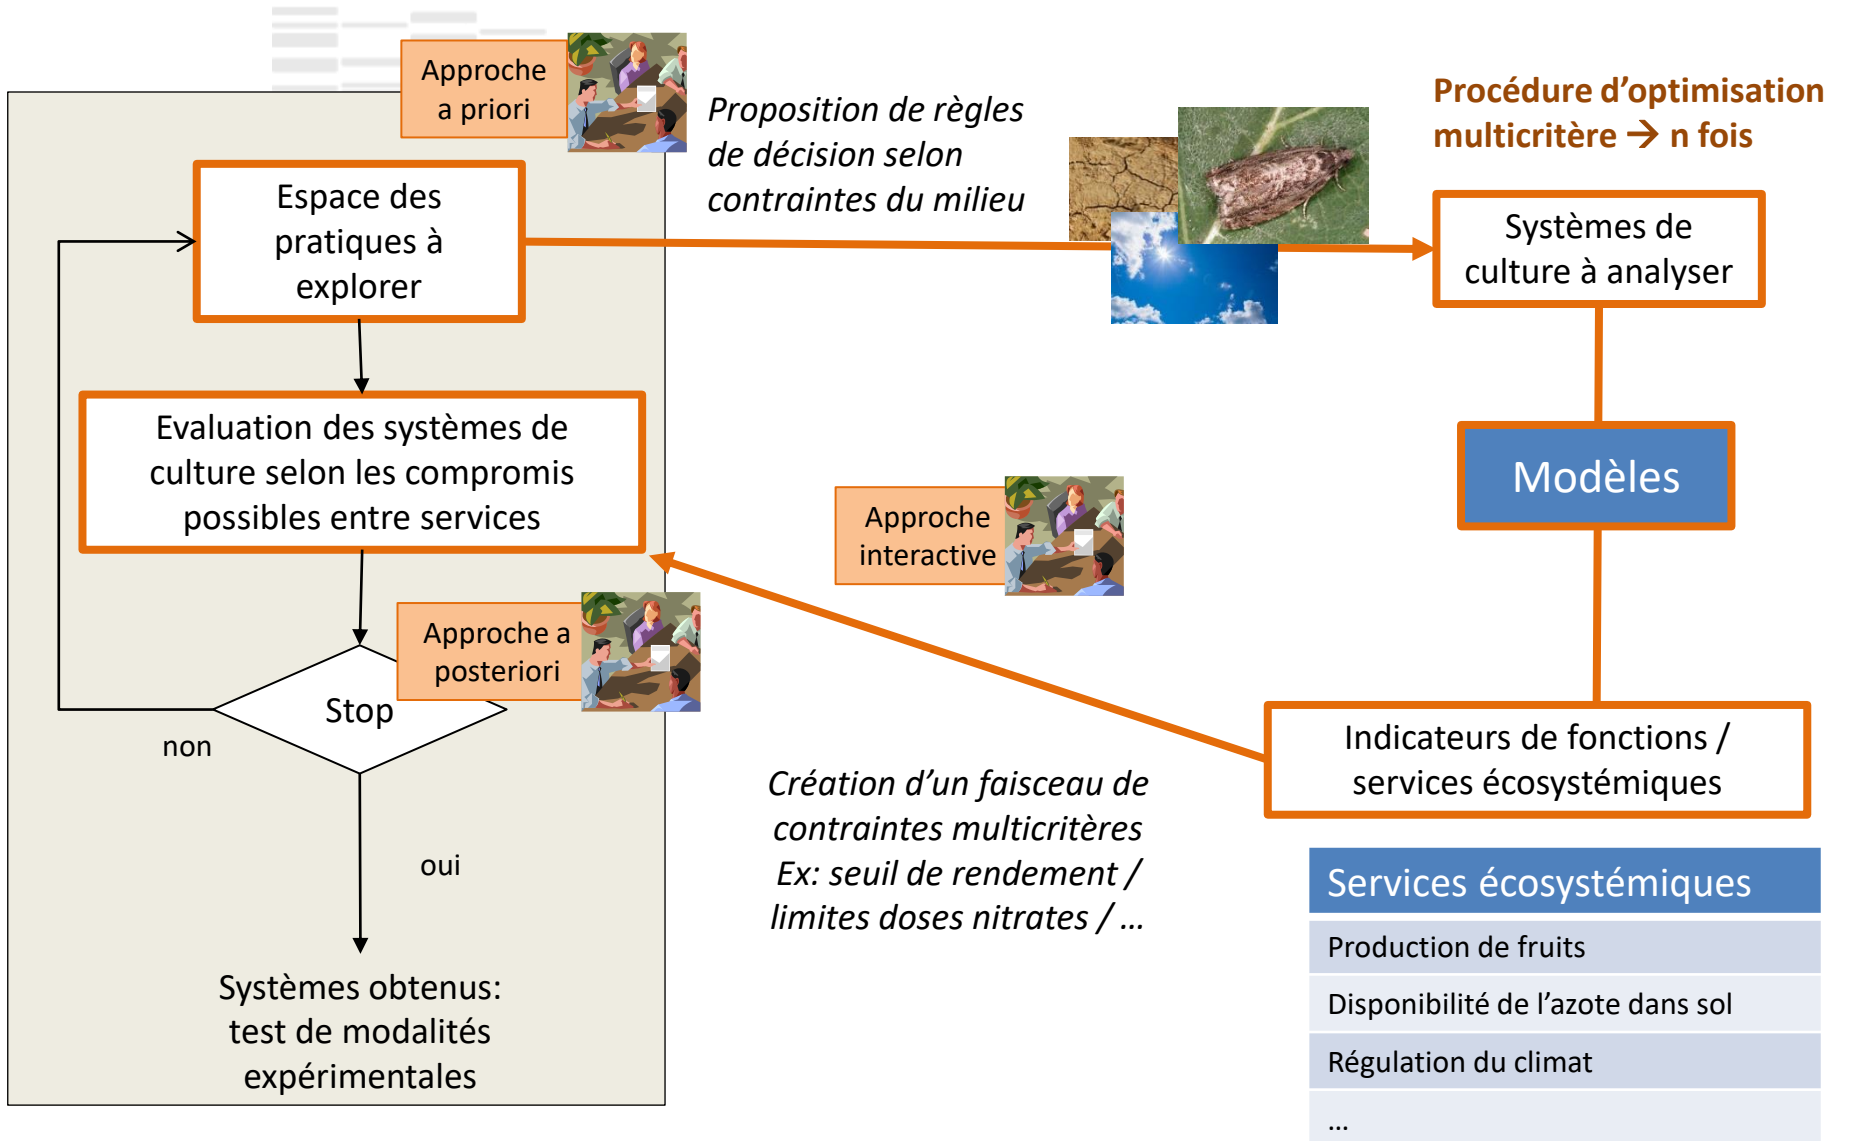 Approche
a priori
Proposition de règles
de décision selon
contraintes du milieu
Procédure d’optimisation
multicritère → n fois
Espace des
pratiques à
explorer
Systèmes de
culture à analyser
Evaluation des systèmes de
culture selon les compromis
possibles entre services
Modèles
Approche
interactive
Approche a
posteriori
Stop
non
oui
Indicateurs de fonctions /
services écosystémiques
Création d’un faisceau de
contraintes multicritères
Ex: seuil de rendement /
limites doses nitrates / …
Systèmes obtenus:
test de modalités
expérimentales
Services écosystémiques
Production de fruits
Disponibilité de l’azote dans sol
Régulation du climat
…